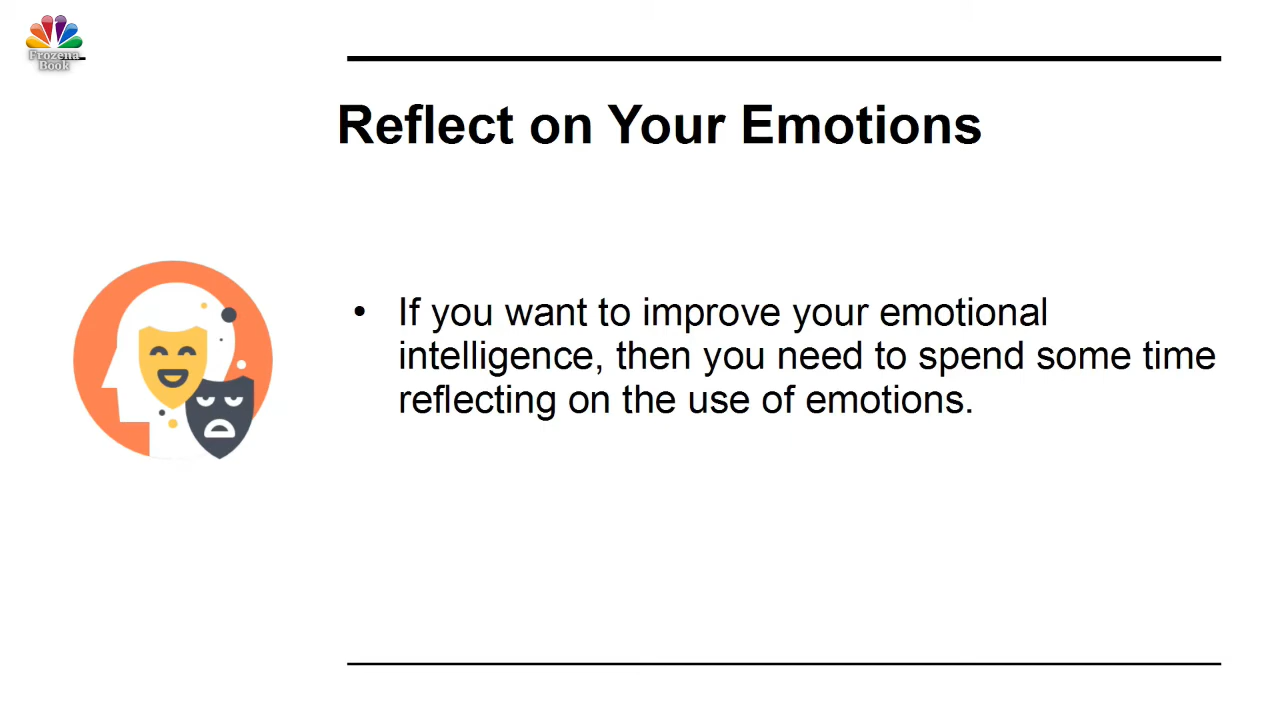 Frozena
Book
Reflect on Your Emotions
• If you want to improve your emotional
intelligence, then you need to spend some time
reflecting on the use of emotions.